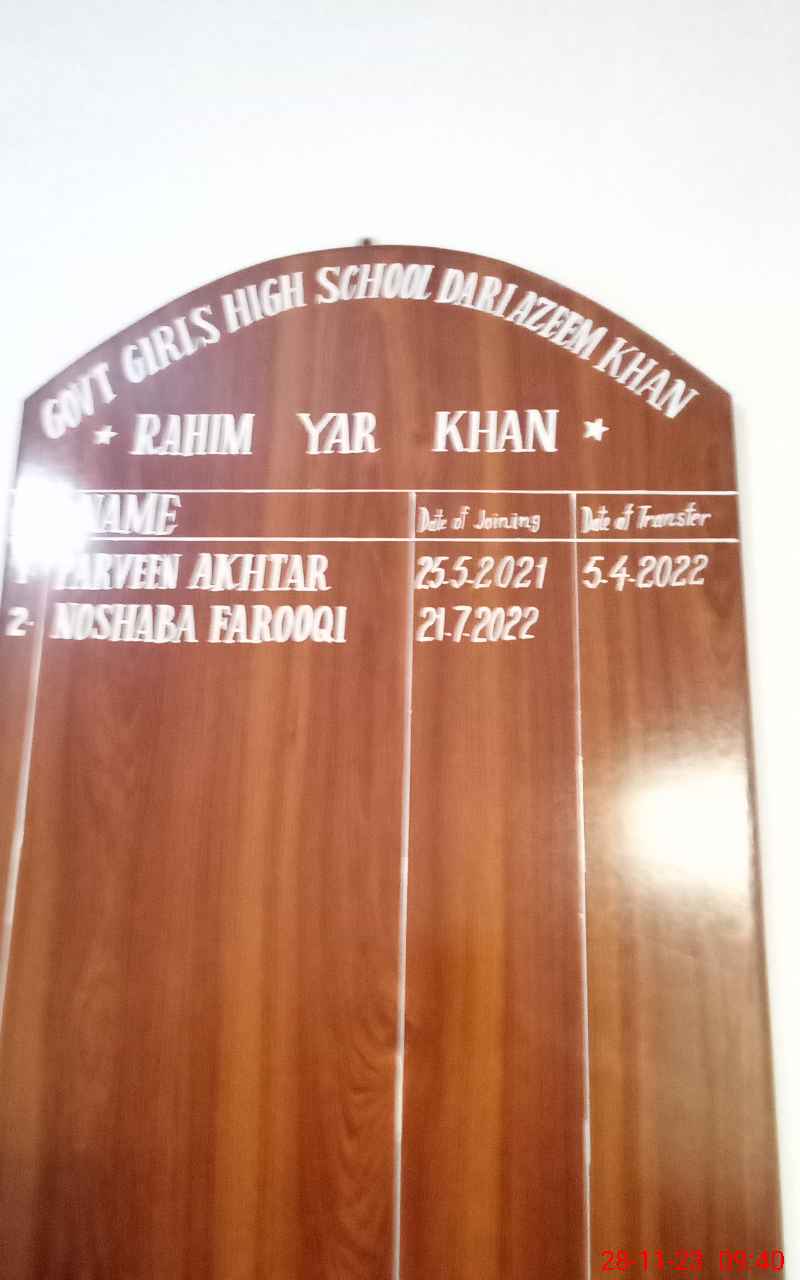 GOVT GIRLS HIGH SCHOOL DARI AZEEM KHAN
RAHIM YAR KHAN
NAME Date of Joining Date of Transfer
1- PARVEEN AKHTAR 25.5.2021 5.4.2022
2- NOSHABA FAROOQI 21.7.2022
28-11-23 09:40